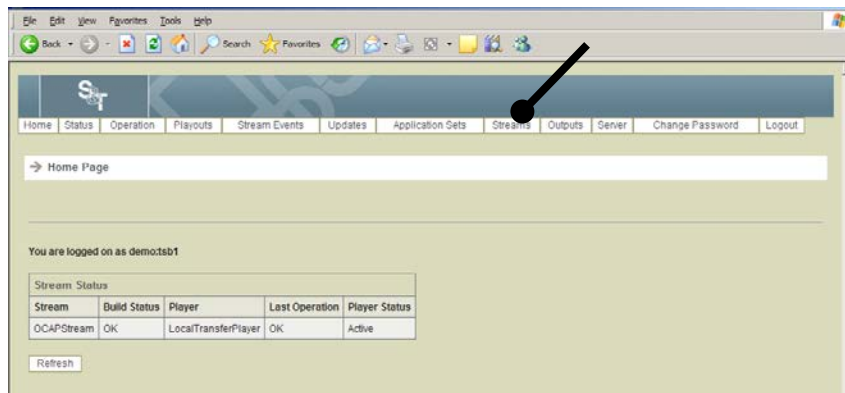 File Edit View Favorites Tools Help
Back Search Favorites
S&T
Home Status Operation Playouts Stream Events Updates Application Sets Streams Outputs Server Change Password Logout
Home Page
You are logged on as demo:tsb1
Stream Status
Stream Build Status Player Last Operation Player Status
OCAPStream OK LocalTransferPlayer OK Active
Refresh